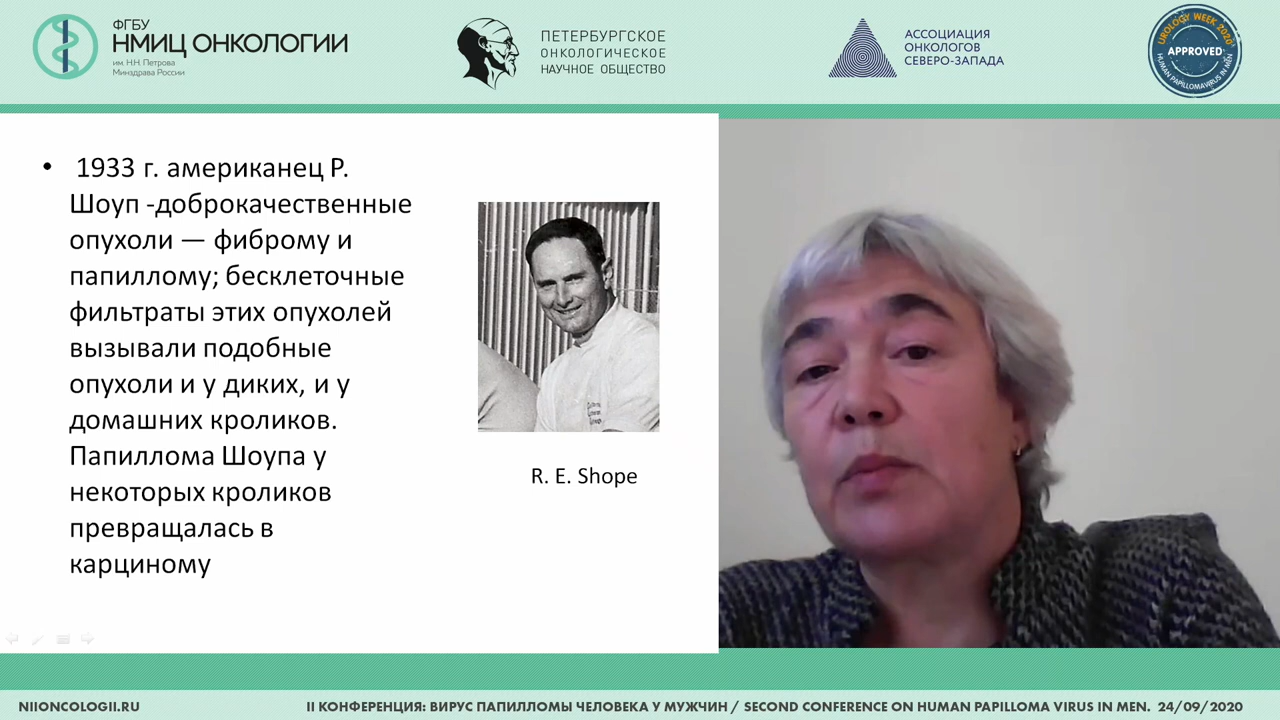 ФГБУ
НМИЦ ОНКОЛОГИИ
им. Н.Н. Петрова
Минздрава России
ПЕТЕРБУРГСКОЕ
ОНКОЛОГИЧЕСКОЕ
НАУЧНОЕ ОБЩЕСТВО
АССОЦИАЦИЯ
ОНКОЛОГОВ
СЕВЕРО-ЗАПАДА
UROLOGY WEEK 2020
APPROVED
HUMAN PAPILLOMAVIRUS IN MEN
• 1933 г. американец Р.
Шоуп -доброкачественные
опухоли — фиброму и
папиллому; бесклеточные
фильтраты этих опухолей
вызывали подобные
опухоли и у диких, и у
домашних кроликов.
Папиллома Шоупа у
некоторых кроликов
превращалась в
карциному
R. E. Shope
NIIONCOLOGII.RU
II КОНФЕРЕНЦИЯ: ВИРУС ПАПИЛЛОМЫ ЧЕЛОВЕКА У МУЖЧИН / SECOND CONFERENCE ON HUMAN PAPILLOMA VIRUS IN MEN. 24/09/2020